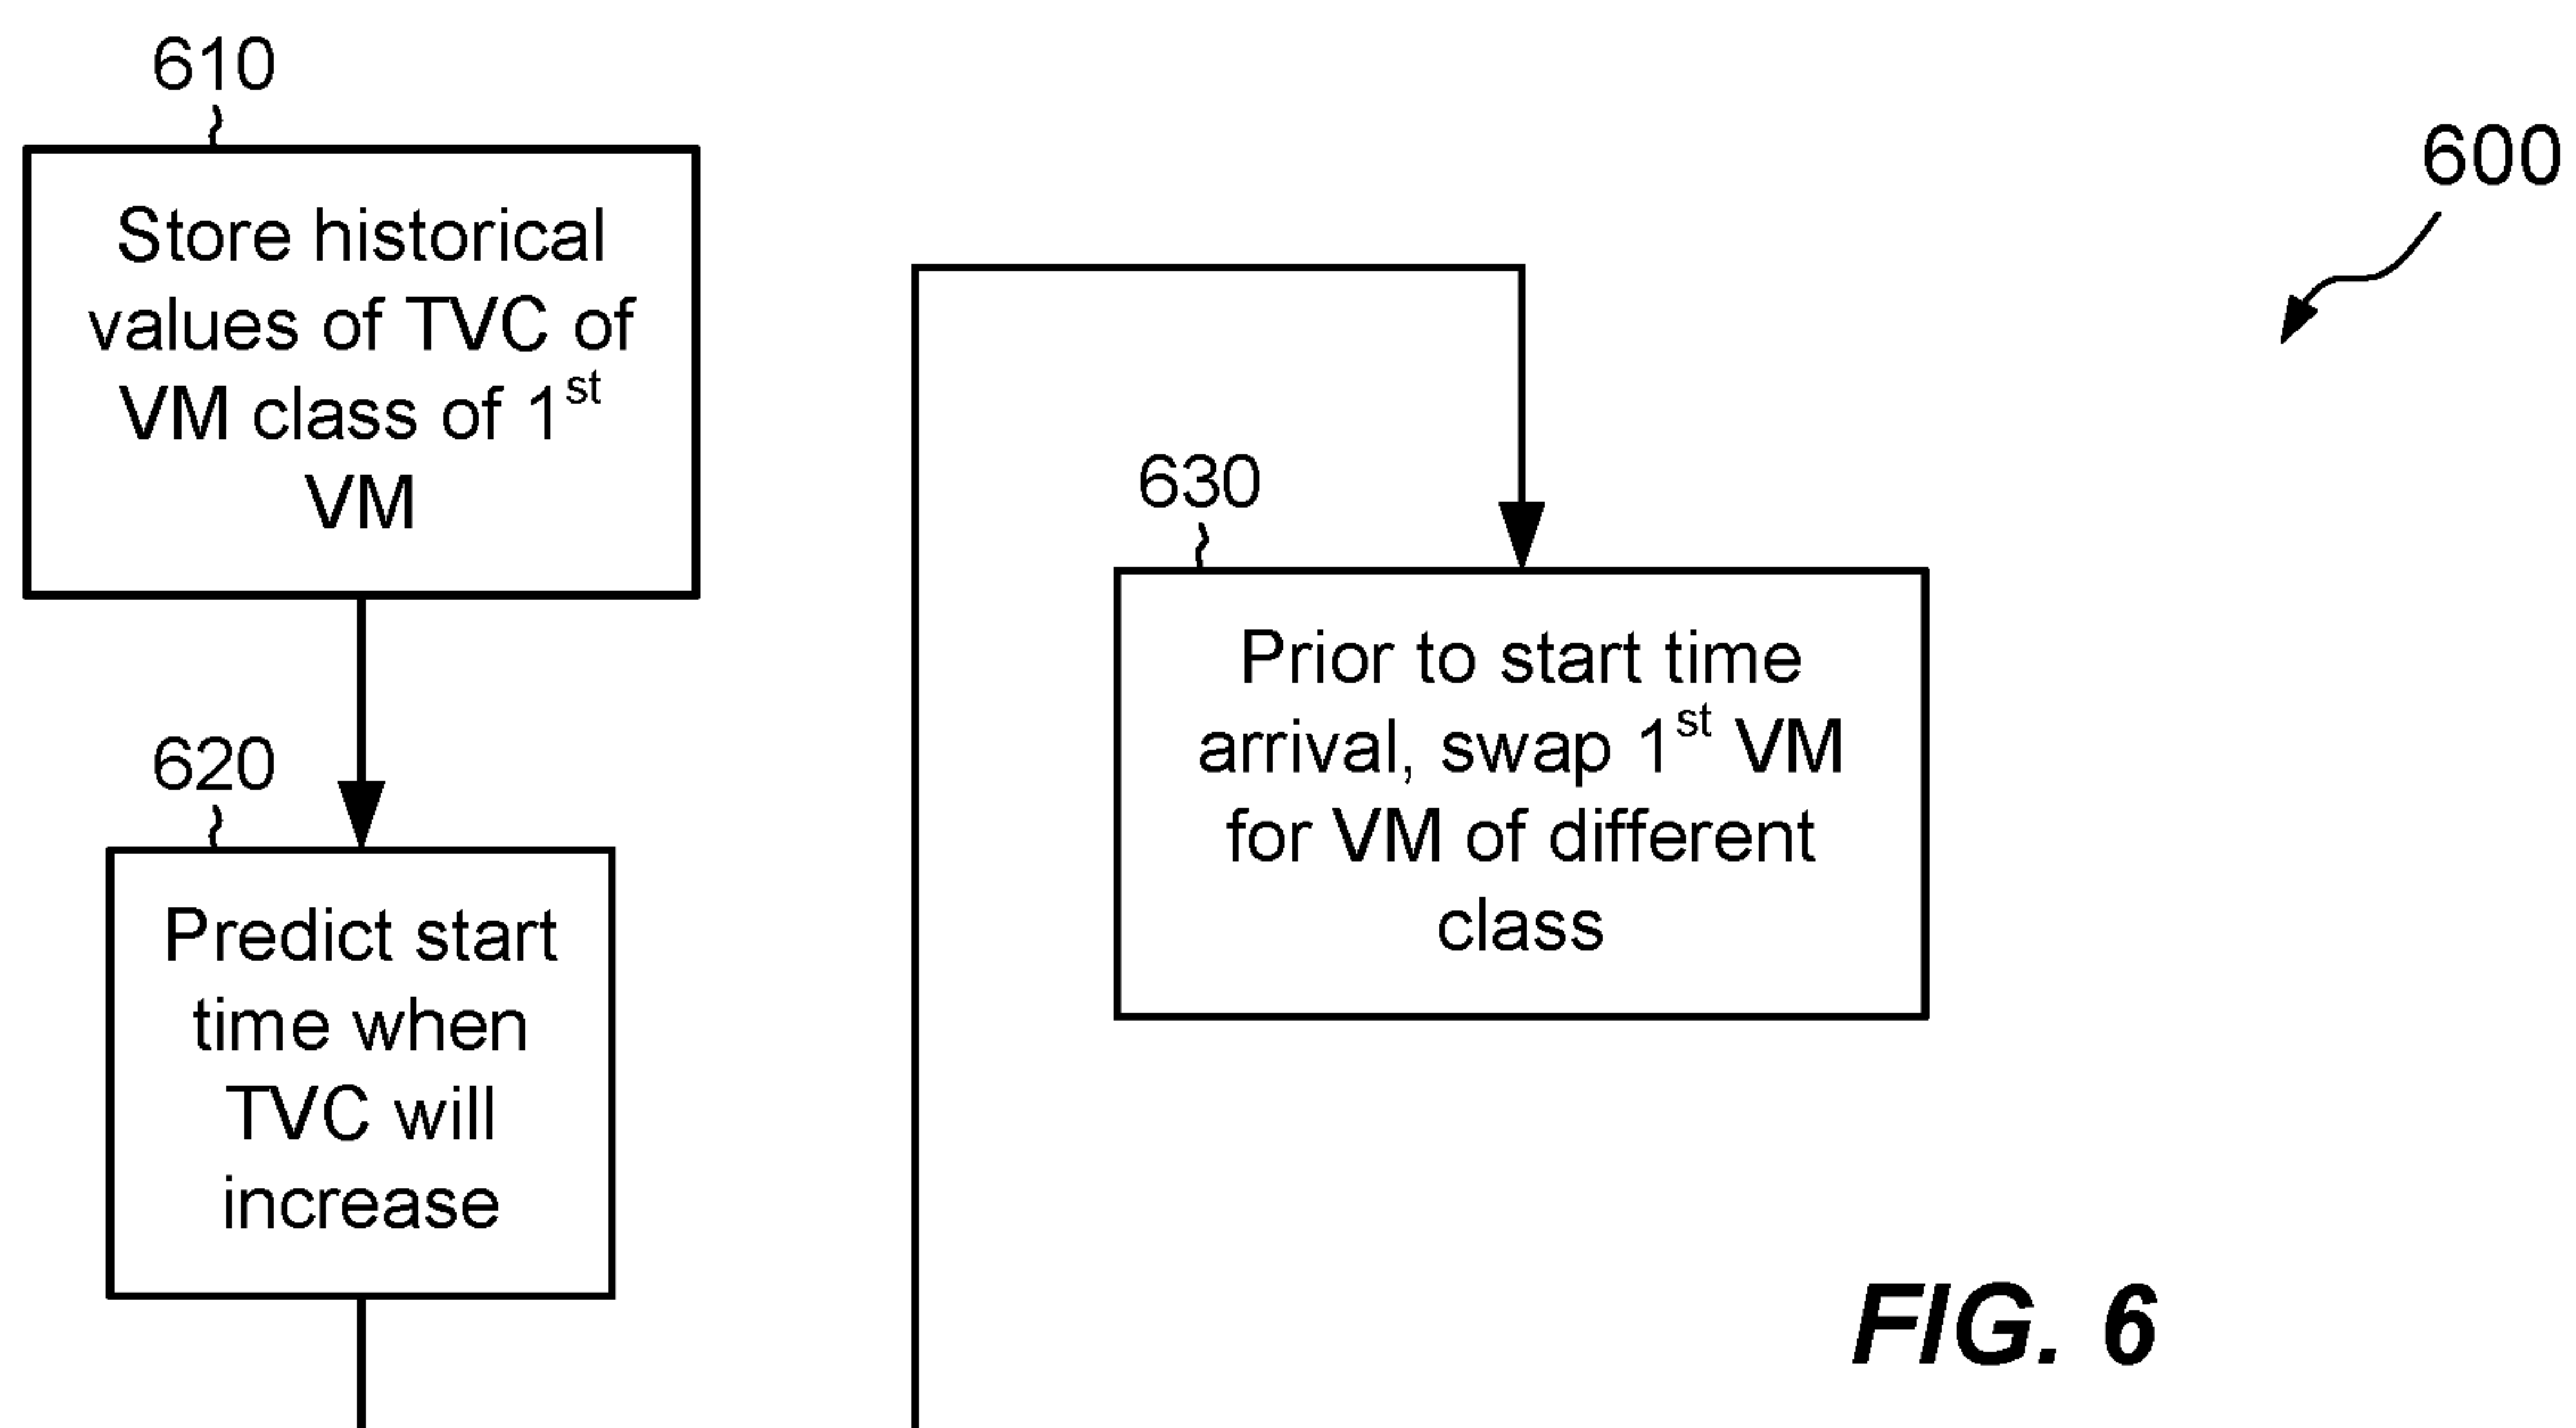 610
Store historical
values of TVC of
VM class of 1st
VM
620
Predict start
time when
TVC will
increase
630
Prior to start time
arrival, swap 1st VM
for VM of different
class
600
FIG. 6